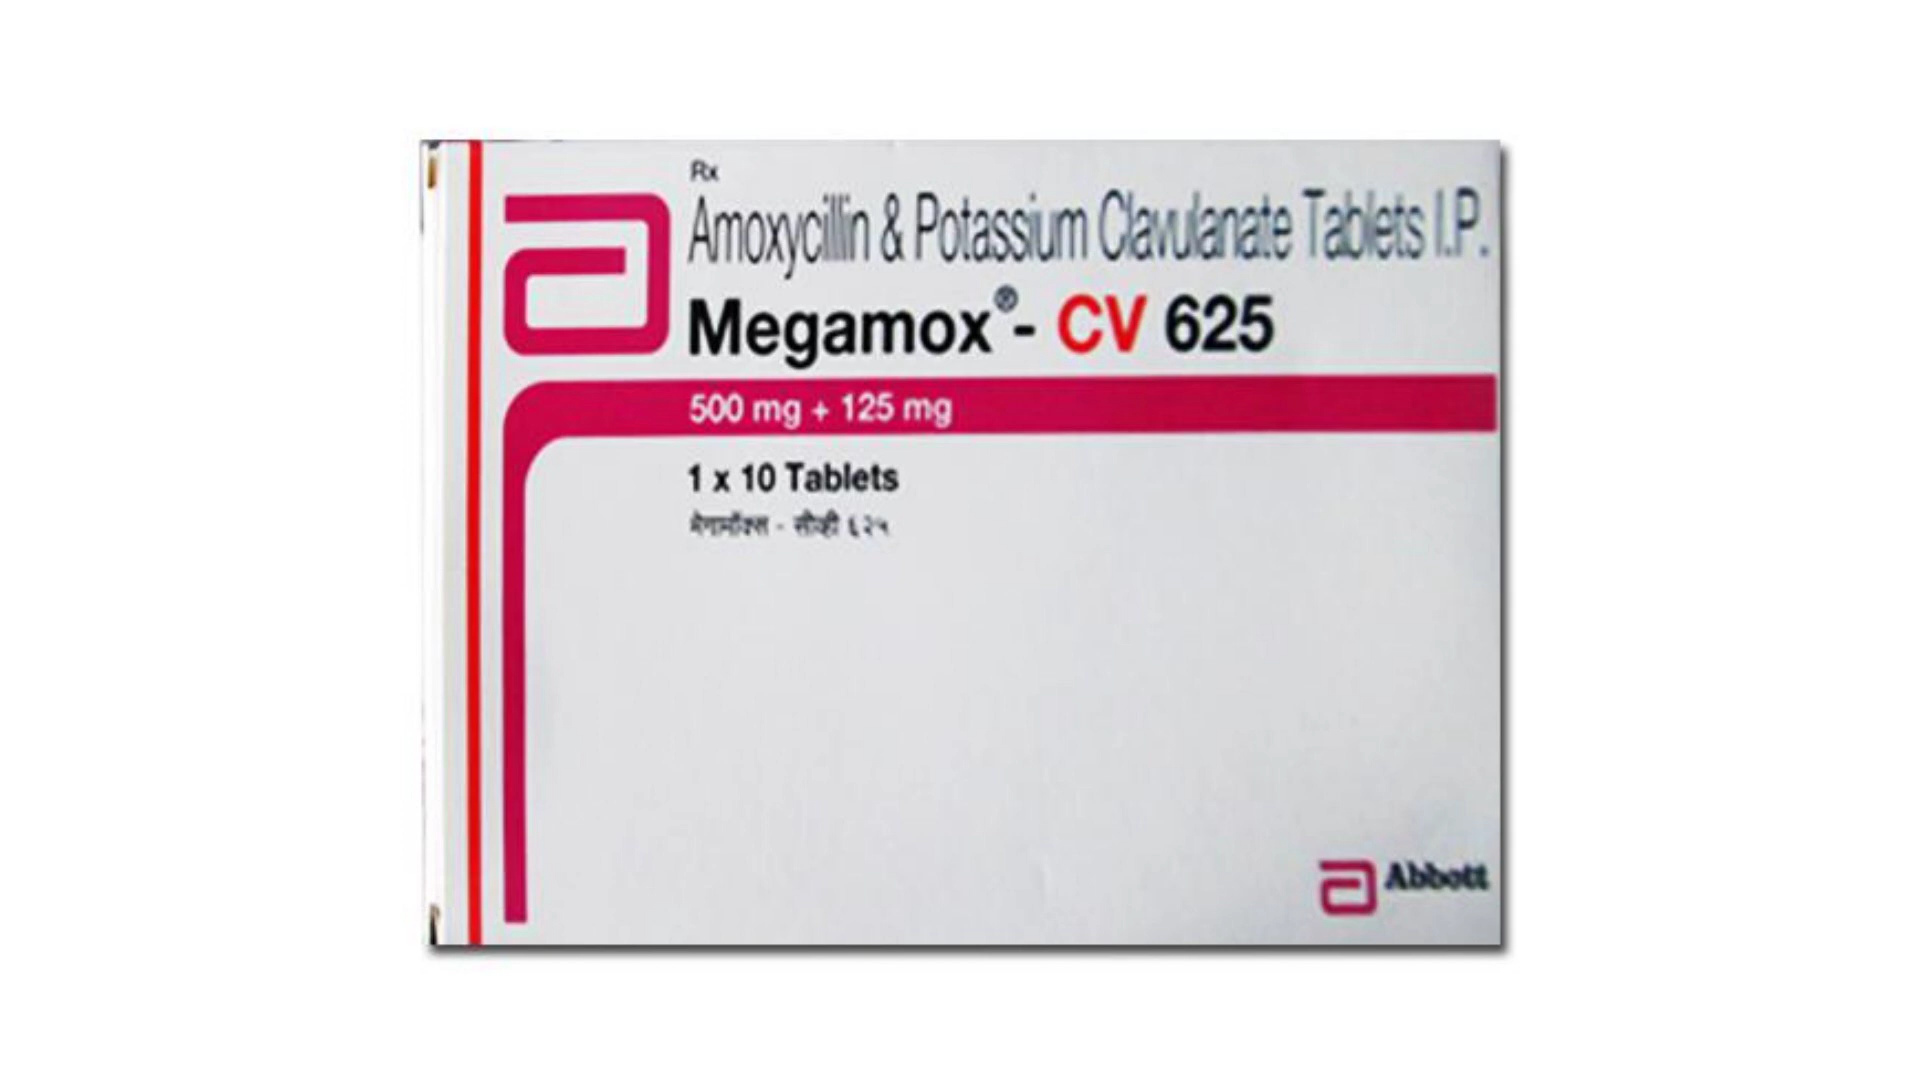 Rx
Amoxycillin & Potassium Clavulanate Tablets I.P.
Megamox®- CV 625
500 mg + 125 mg
1 x 10 Tablets
मेगामॉक्स - सीव्ही ६२५
Abbott